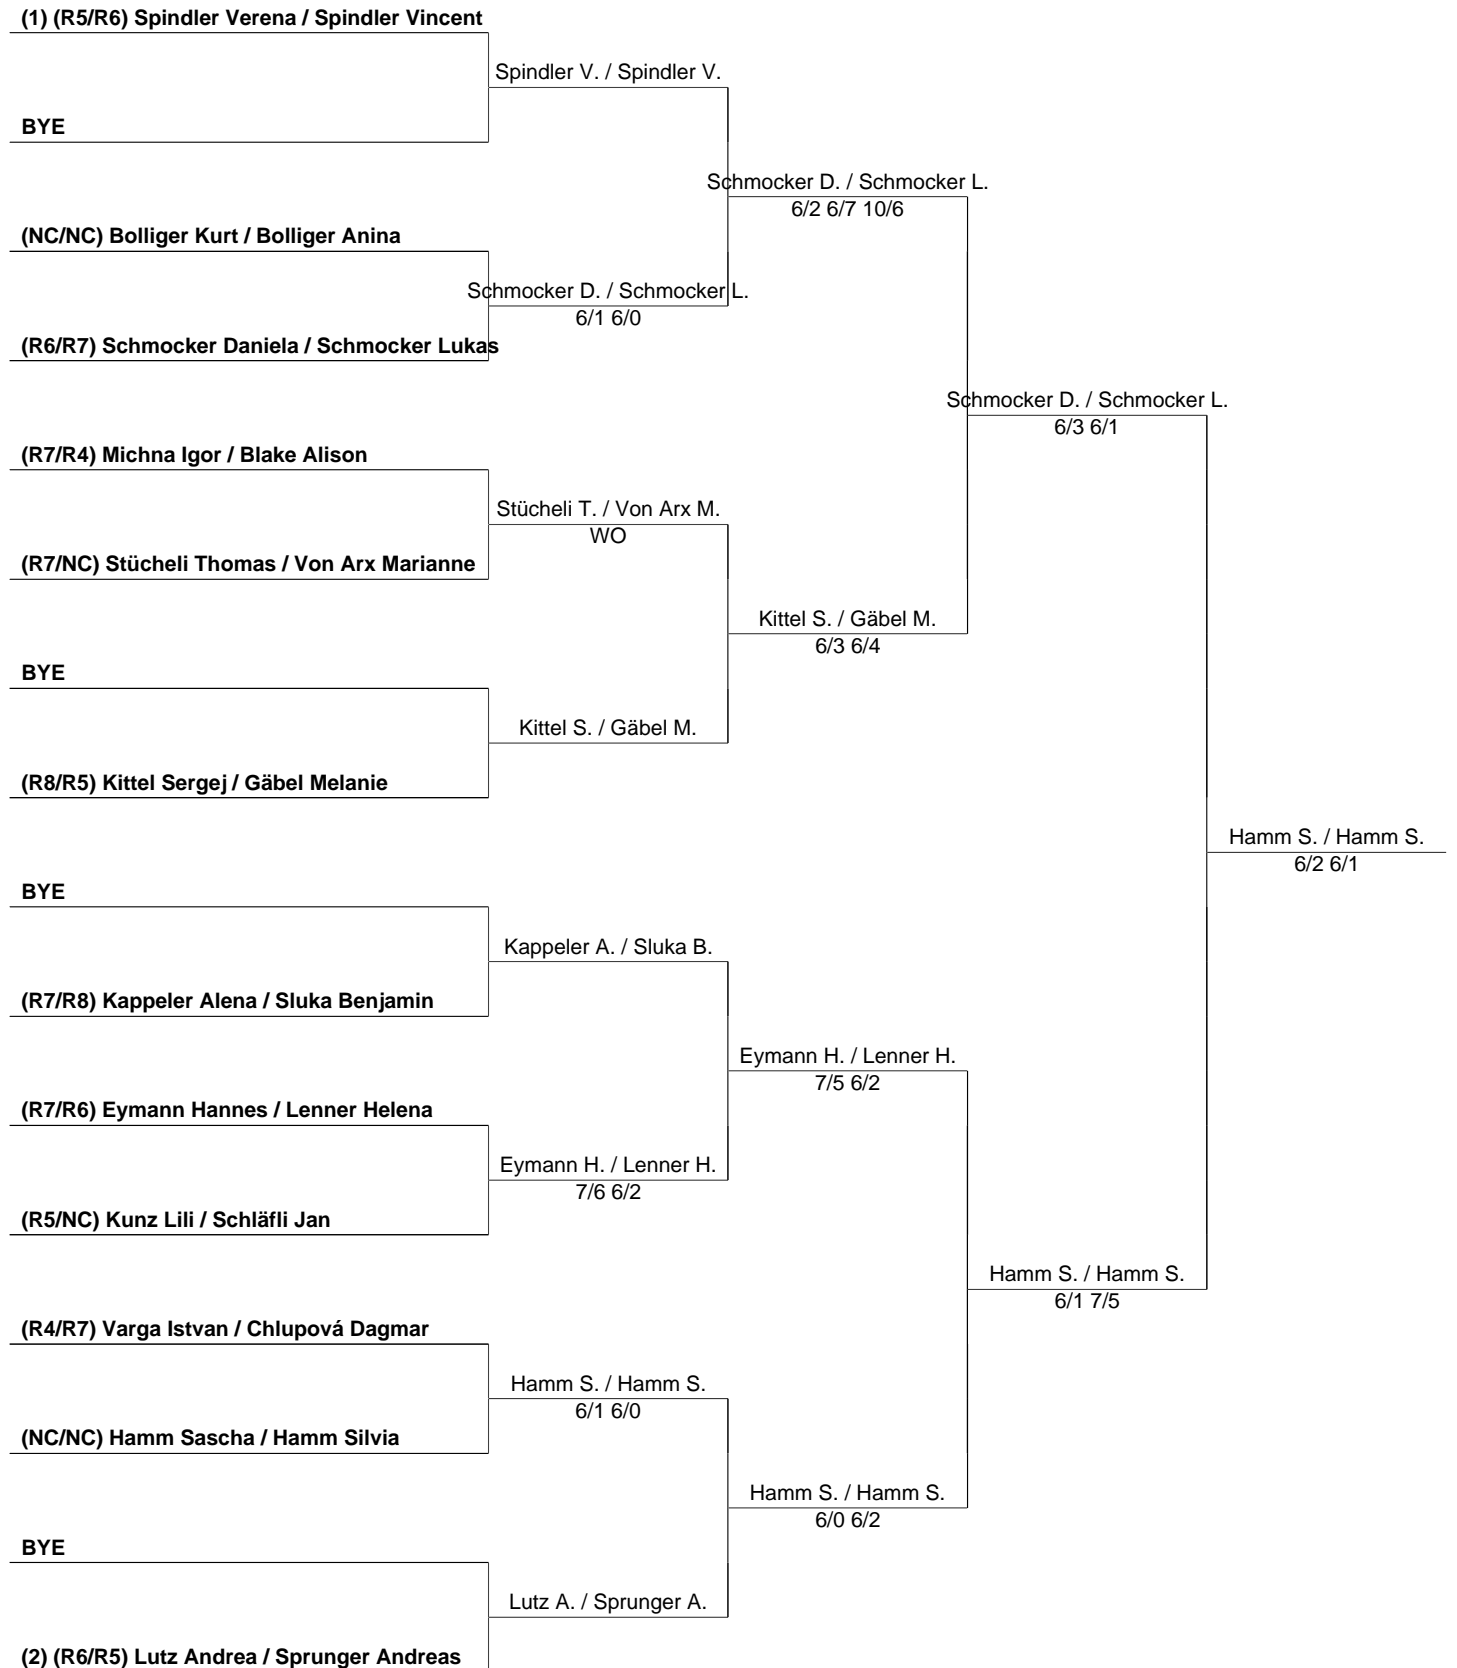 (1) (R5/R6) Spindler Verena / Spindler Vincent
Spindler V. / Spindler V.
BYE
Schmocker D. / Schmocker L.
6/2 6/7 10/6
(NC/NC) Bolliger Kurt / Bolliger Anina
Schmocker D. / Schmocker L.
6/1 6/0
(R6/R7) Schmocker Daniela / Schmocker Lukas
Schmocker D. / Schmocker L.
6/3 6/1
(R7/R4) Michna Igor / Blake Alison
Stücheli T. / Von Arx M.
WO
(R7/NC) Stücheli Thomas / Von Arx Marianne
Kittel S. / Gäbel M.
6/3 6/4
BYE
Kittel S. / Gäbel M.
(R8/R5) Kittel Sergej / Gäbel Melanie
Hamm S. / Hamm S.
6/2 6/1
BYE
Kappeler A. / Sluka B.
(R7/R8) Kappeler Alena / Sluka Benjamin
Eymann H. / Lenner H.
7/5 6/2
(R7/R6) Eymann Hannes / Lenner Helena
Eymann H. / Lenner H.
7/6 6/2
(R5/NC) Kunz Lili / Schläfli Jan
Hamm S. / Hamm S.
6/1 7/5
(R4/R7) Varga Istvan / Chlupová Dagmar
Hamm S. / Hamm S.
6/1 6/0
(NC/NC) Hamm Sascha / Hamm Silvia
Hamm S. / Hamm S.
6/0 6/2
BYE
Lutz A. / Sprunger A.
(2) (R6/R5) Lutz Andrea / Sprunger Andreas